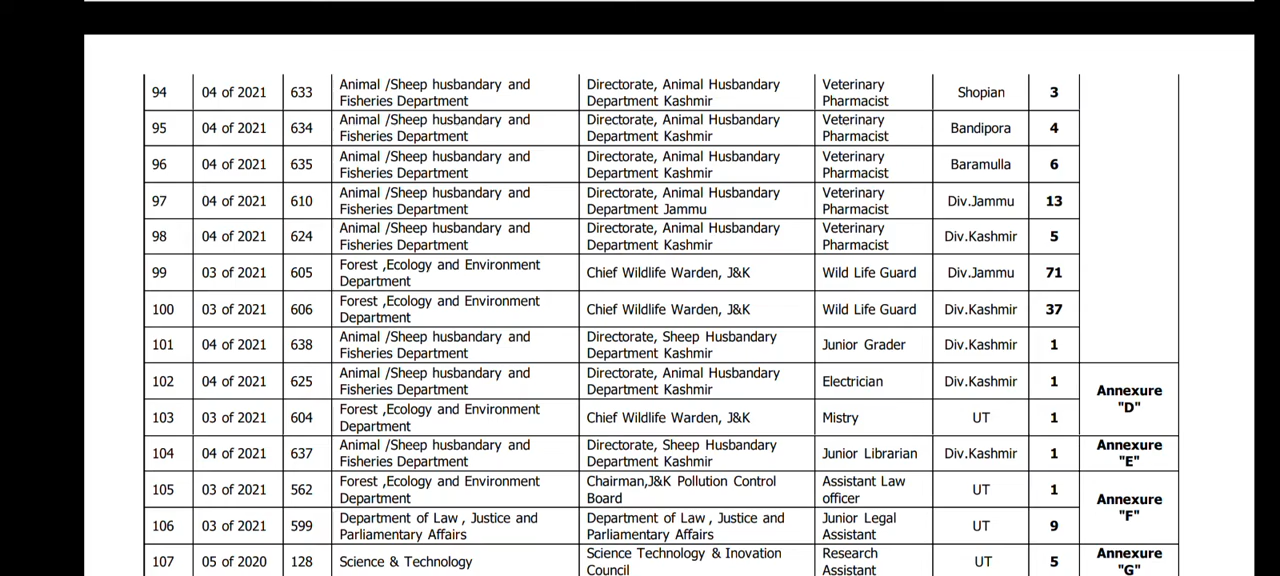 94 04 of 2021 633 Animal /Sheep husbandary and Fisheries Department Directorate, Animal Husbandary Department Kashmir Veterinary Pharmacist Shopian 3
95 04 of 2021 634 Animal /Sheep husbandary and Fisheries Department Directorate, Animal Husbandary Department Kashmir Veterinary Pharmacist Bandipora 4
96 04 of 2021 635 Animal /Sheep husbandary and Fisheries Department Directorate, Animal Husbandary Department Kashmir Veterinary Pharmacist Baramulla 6
97 04 of 2021 610 Animal /Sheep husbandary and Fisheries Department Directorate, Animal Husbandary Department Jammu Veterinary Pharmacist Div.Jammu 13
98 04 of 2021 624 Animal /Sheep husbandary and Fisheries Department Directorate, Animal Husbandary Department Kashmir Veterinary Pharmacist Div.Kashmir 5
99 03 of 2021 605 Forest ,Ecology and Environment Department Chief Wildlife Warden, J&K Wild Life Guard Div.Jammu 71
100 03 of 2021 606 Forest ,Ecology and Environment Department Chief Wildlife Warden, J&K Wild Life Guard Div.Kashmir 37
101 04 of 2021 638 Animal /Sheep husbandary and Fisheries Department Directorate, Sheep Husbandary Department Kashmir Junior Grader Div.Kashmir 1
102 04 of 2021 625 Animal /Sheep husbandary and Fisheries Department Directorate, Animal Husbandary Department Kashmir Electrician Div.Kashmir 1 Annexure "D"
103 03 of 2021 604 Forest ,Ecology and Environment Department Chief Wildlife Warden, J&K Mistry UT 1
104 04 of 2021 637 Animal /Sheep husbandary and Fisheries Department Directorate, Sheep Husbandary Department Kashmir Junior Librarian Div.Kashmir 1 Annexure "E"
105 03 of 2021 562 Forest ,Ecology and Environment Department Chairman,J&K Pollution Control Board Assistant Law officer UT 1 Annexure "F"
106 03 of 2021 599 Department of Law , Justice and Parliamentary Affairs Department of Law , Justice and Parliamentary Affairs Junior Legal Assistant UT 9
107 05 of 2020 128 Science & Technology Science Technology & Inovation Council Research Assistant UT 5 Annexure "G"